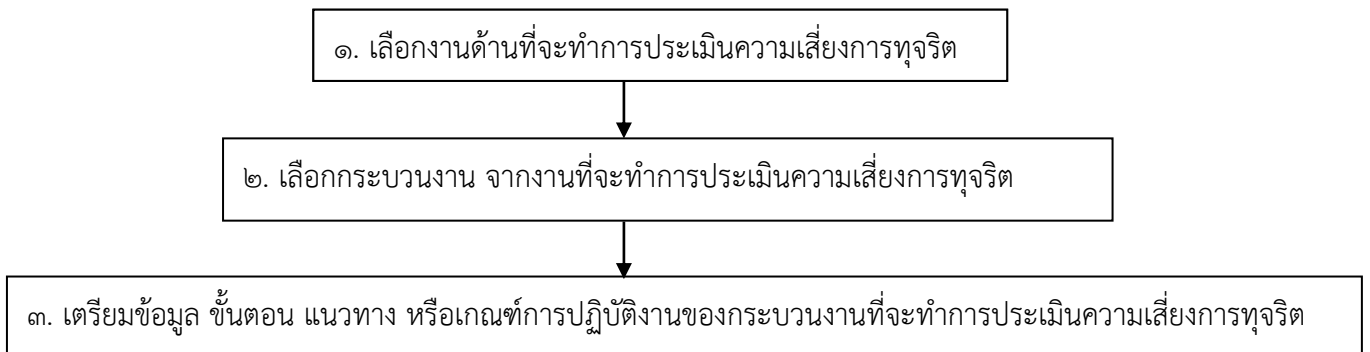 ๑. เลือกงานด้านที่จะทำการประเมินความเสี่ยงการทุจริต
๒. เลือกกระบวนงาน จากงานที่จะทำการประเมินความเสี่ยงการทุจริต
๓. เตรียมข้อมูล ขั้นตอน แนวทาง หรือเกณฑ์การปฏิบัติงานของกระบวนงานที่จะทำการประเมินความเสี่ยงการทุจริต